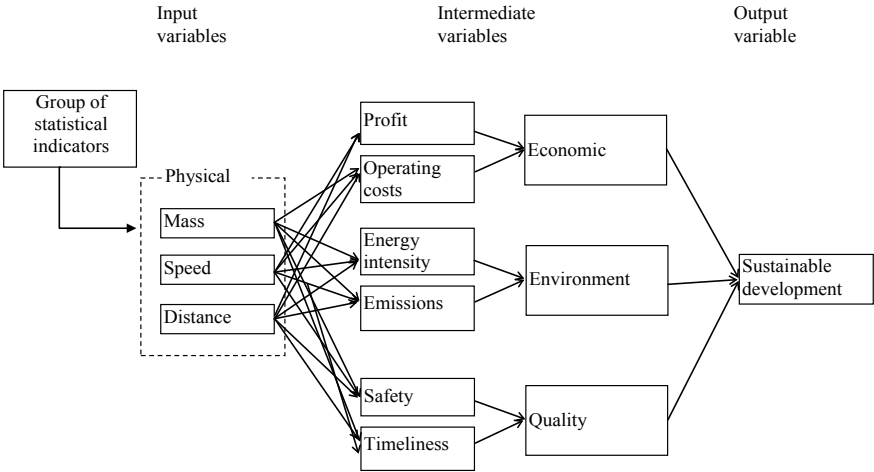 Input
variables
Intermediate
variables
Output
variable
Group of
statistical
indicators
Physical
Mass
Speed
Distance
Profit
Operating
costs
Energy
intensity
Emissions
Safety
Timeliness
Economic
Environment
Quality
Sustainable
development